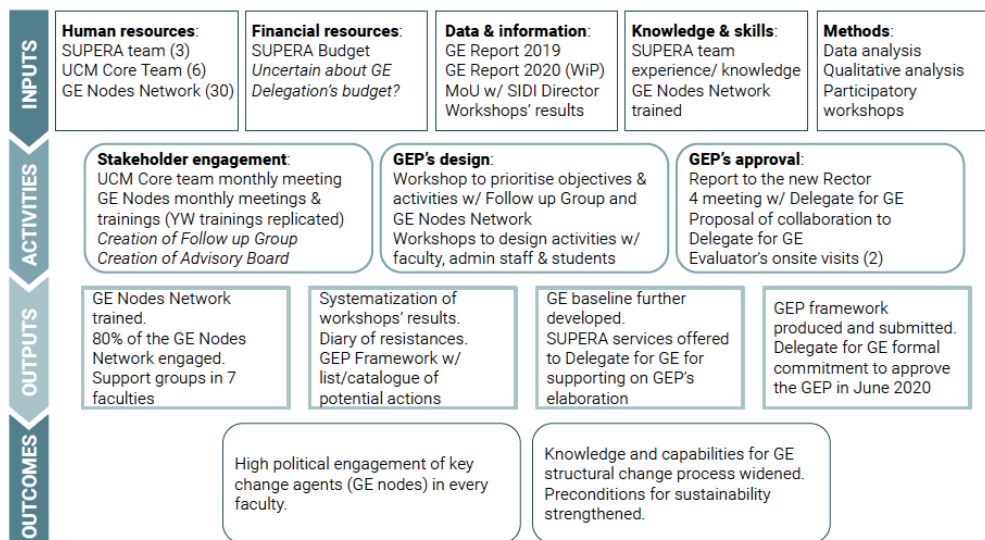 INPUTS
Human resources:
SUPERA team (3)
UCM Core Team (6)
GE Nodes Network (30)
Financial resources:
SUPERA Budget
Uncertain about GE
Delegation's budget?
Data & information:
GE Report 2019
GE Report 2020 (WiP)
MoU w/ SIDI Director
Workshops' results
Knowledge & skills:
SUPERA team
experience/ knowledge
GE Nodes Network
trained
Methods:
Data analysis
Qualitative analysis
Participatory
workshops
ACTIVITIES
Stakeholder engagement:
UCM Core team monthly meeting
GE Nodes monthly meetings &
trainings (YW trainings replicated)
Creation of Follow up Group
Creation of Advisory Board
GEP's design:
Workshop to prioritise objectives &
activities w/ Follow up Group and
GE Nodes Network
Workshops to design activities w/
faculty, admin staff & students
GEP's approval:
Report to the new Rector
4 meeting w/ Delegate for GE
Proposal of collaboration to
Delegate for GE
Evaluator's onsite visits (2)
OUTPUTS
GE Nodes Network
trained.
80% of the GE Nodes
Network engaged.
Support groups in 7
faculties
Systematization of
workshops' results.
Diary of resistances.
GEP Framework w/
list/catalogue of
potential actions
GE baseline further
developed.
SUPERA services offered
to Delegate for GE for
supporting on GEP's
elaboration
GEP framework
produced and submitted.
Delegate for GE formal
commitment to approve
the GEP in June 2020
OUTCOMES
High political engagement of key
change agents (GE nodes) in every
faculty.
Knowledge and capabilities for GE
structural change process widened.
Preconditions for sustainability
strengthened.